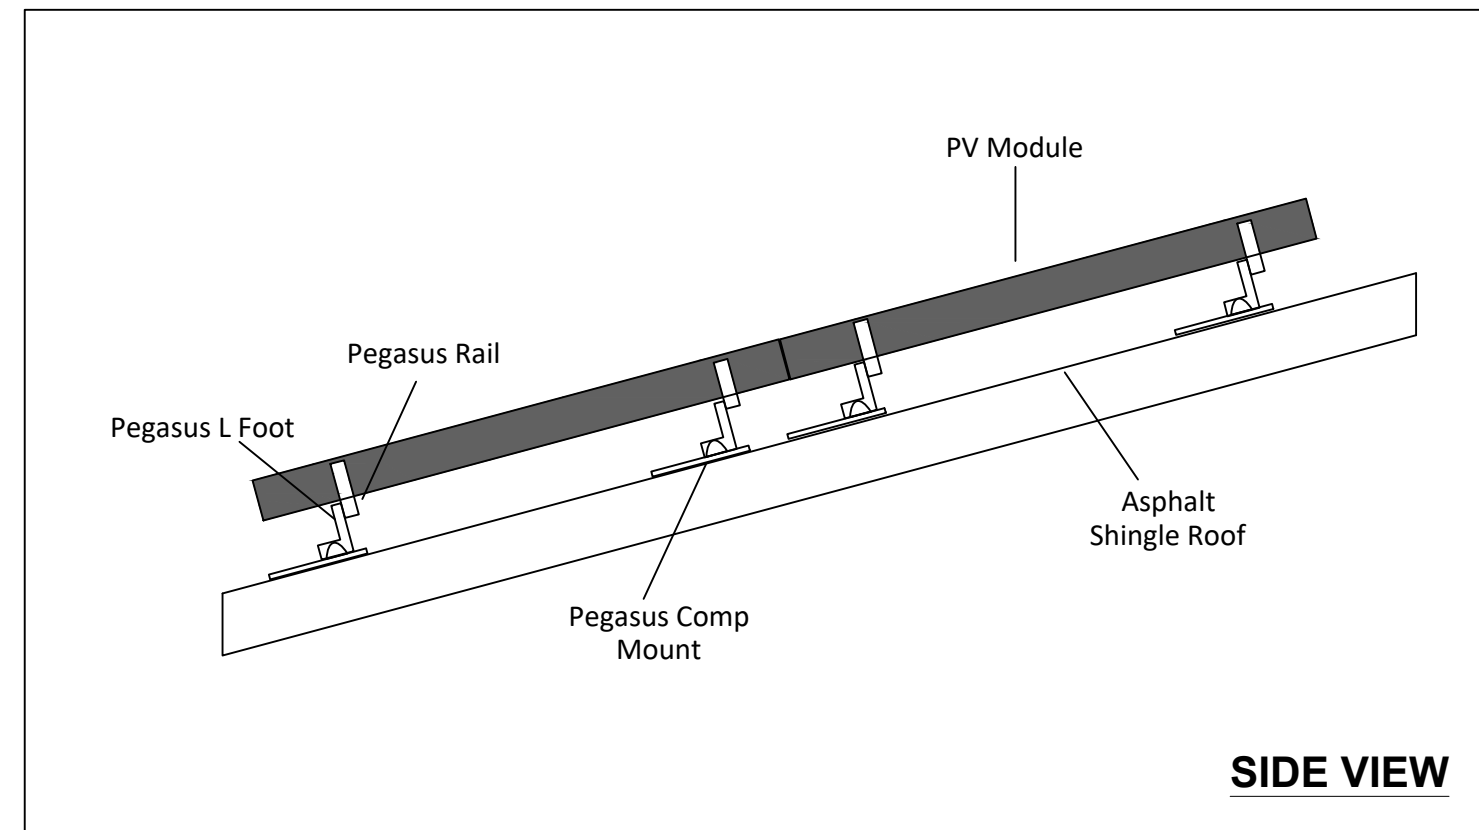 PV Module
Pegasus Rail
Pegasus L Foot
Asphalt
Shingle Roof
Pegasus Comp
Mount
SIDE VIEW